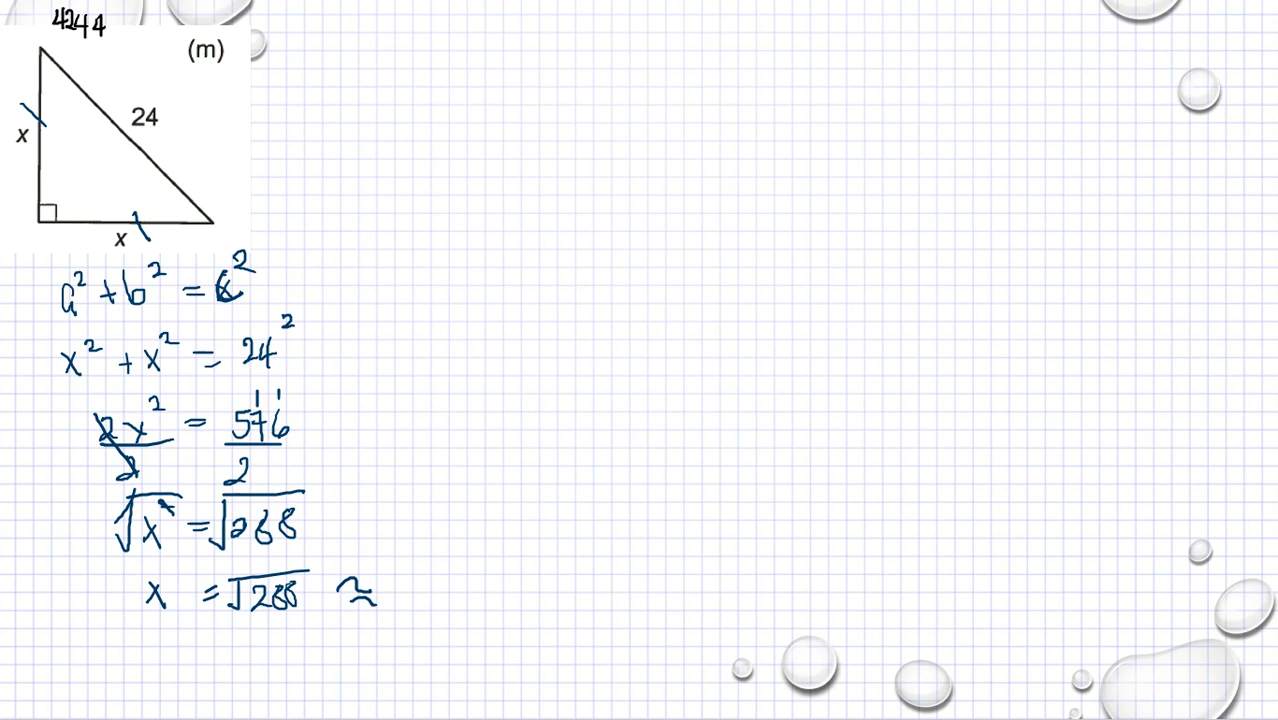 4244
(m)
24
x
x
a² + b² = c²
x² + x² = 24²
2x² = 576
2 2
√x² = √288
x = √288 ≈